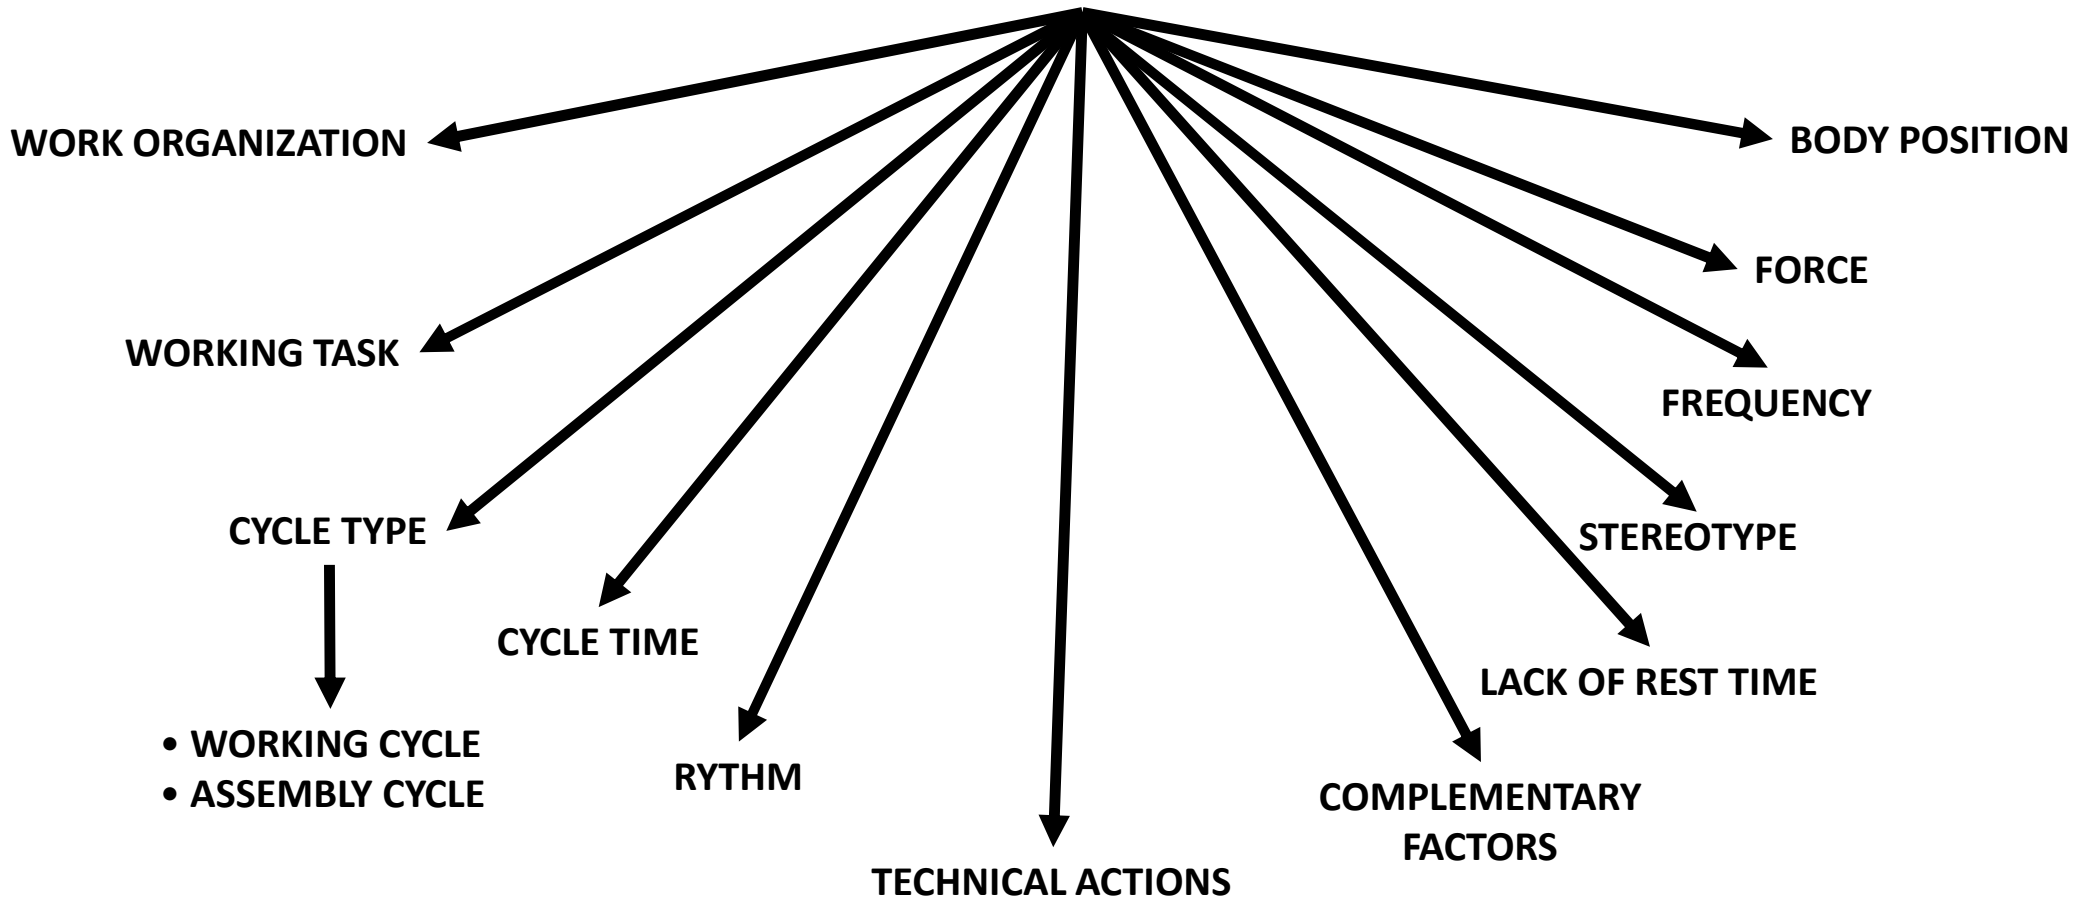 WORK ORGANIZATION
BODY POSITION
FORCE
WORKING TASK
FREQUENCY
CYCLE TYPE
STEREOTYPE
CYCLE TIME
LACK OF REST TIME
• WORKING CYCLE
• ASSEMBLY CYCLE
RYTHM
COMPLEMENTARY
FACTORS
TECHNICAL ACTIONS